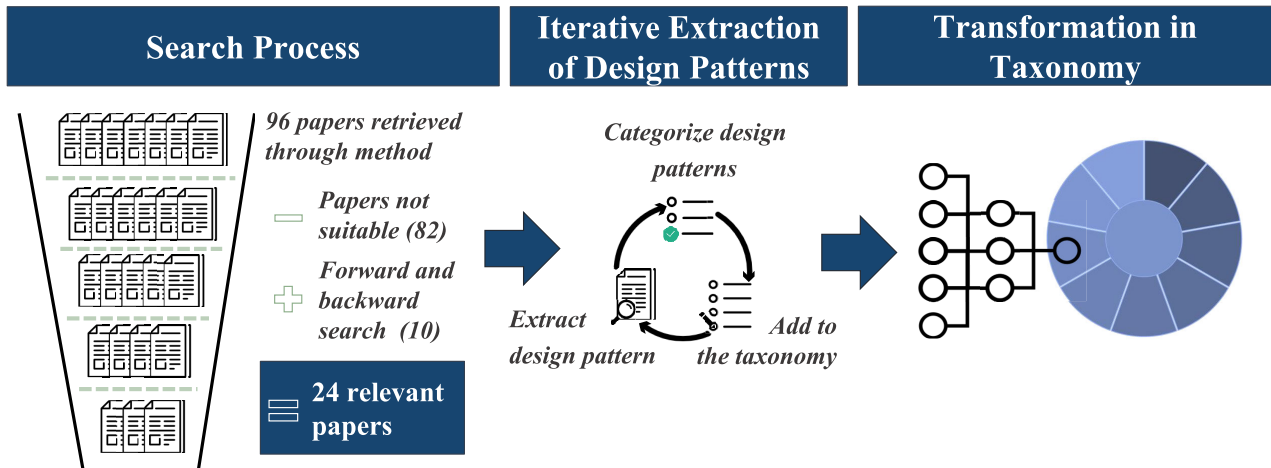 Search Process
Iterative Extraction
of Design Patterns
Transformation in
Taxonomy
96 papers retrieved
through method
Papers not
suitable (82)
Forward and
backward
search (10)
24 relevant
papers
Categorize design
patterns
Extract
design pattern
Add to
the taxonomy